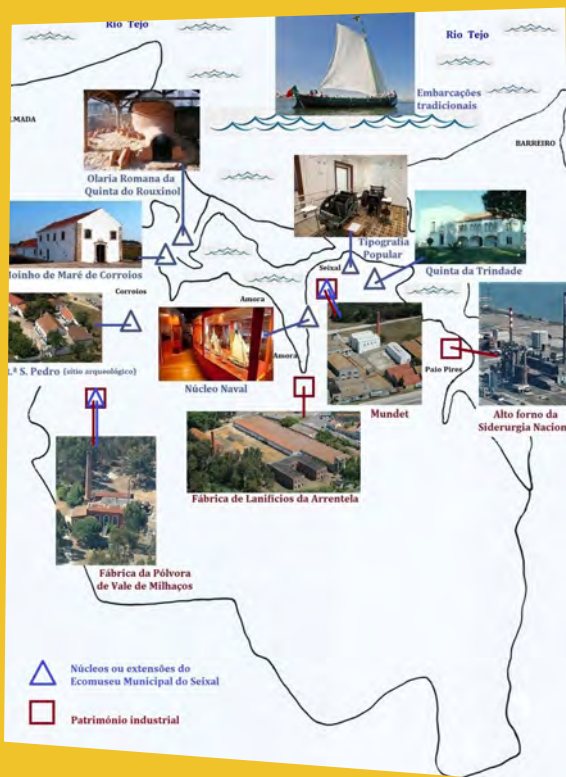 Rio Tejo
Rio Tejo
Embarcações
tradicionais
LMADA
BARREIRO
Olaria Romana da
Quinta do Rouxinol
Tipografia
Popular
Seixal
Quinta da Trindade
Moinho de Maré de Corroios
Corroios
Amora
Núcleo Naval
Amora
Mundet
Paio Pires
Alto forno da
Siderurgia Nacion
.ª S. Pedro (sítio arqueológico)
Fábrica de Lanifícios da Arrentela
Fábrica da Pólvora
de Vale de Milhaços
Núcleos ou extensões do
Ecomuseu Municipal do Seixal
Património industrial